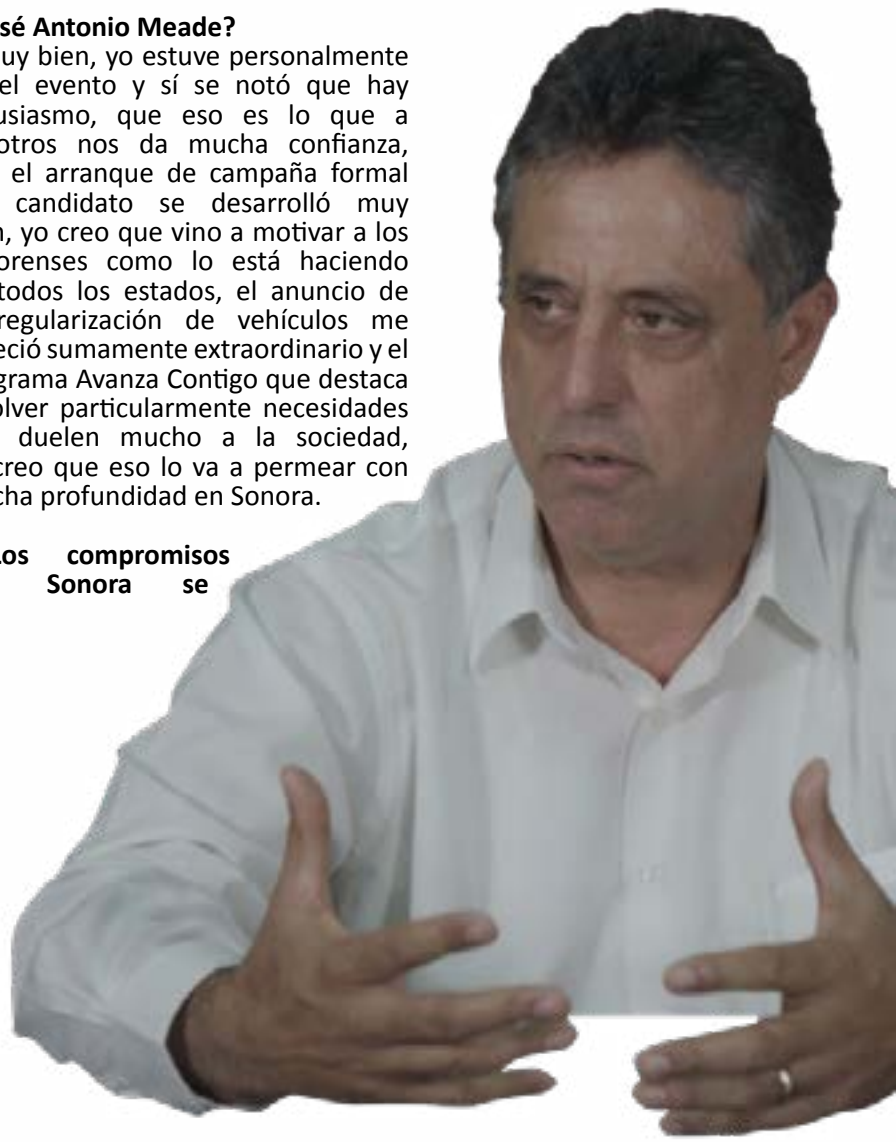 sé Antonio Meade?
uy bien, yo estuve personalmente
el evento y sí se notó que hay
usiasmo, que eso es lo que a
otros nos da mucha confianza,
el arranque de campaña formal
candidato se desarrolló muy
n, yo creo que vino a motivar a los
orenses como lo está haciendo
todos los estados, el anuncio de
regularización de vehículos me
eció sumamente extraordinario y el
grama Avanza Contigo que destaca
olver particularmente necesidades
duelen mucho a la sociedad,
creo que eso lo va a permear con
cha profundidad en Sonora.
Los compromisos
Sonora se